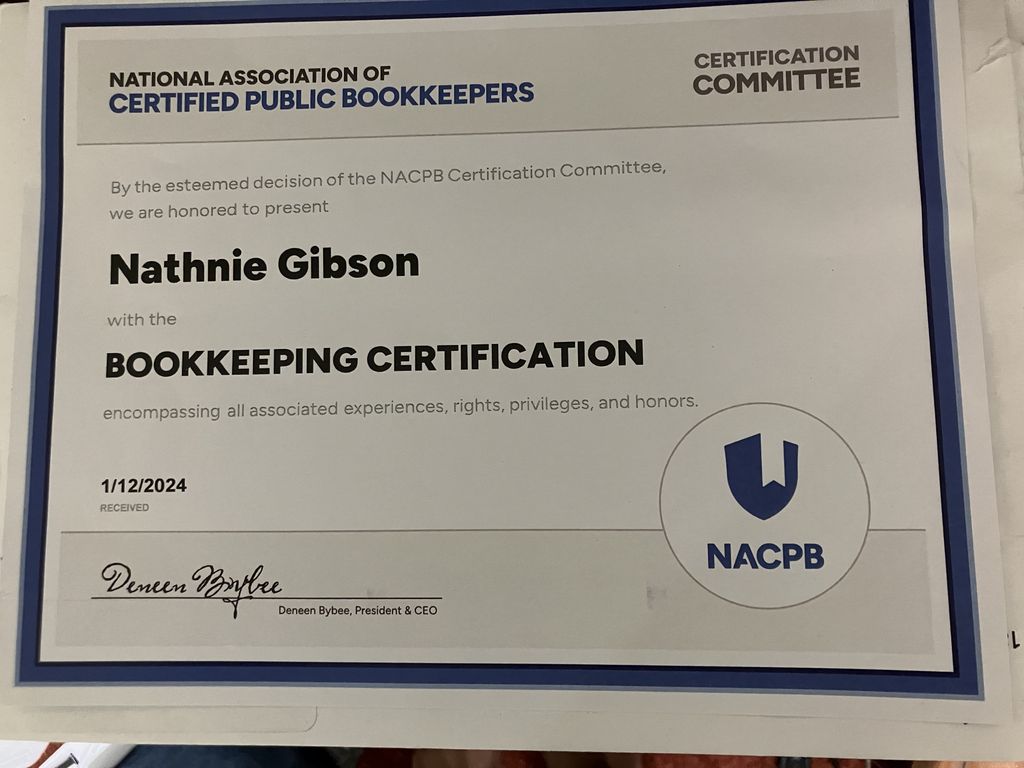 NATIONAL ASSOCIATION OF
CERTIFIED PUBLIC BOOKKEEPERS
CERTIFICATION
COMMITTEE
By the esteemed decision of the NACPB Certification Committee,
we are honored to present
Nathnie Gibson
with the
BOOKKEEPING CERTIFICATION
encompassing all associated experiences, rights, privileges, and honors.
1/12/2024
RECEIVED
Deneen Bybee
Deneen Bybee, President & CEO
NACPB